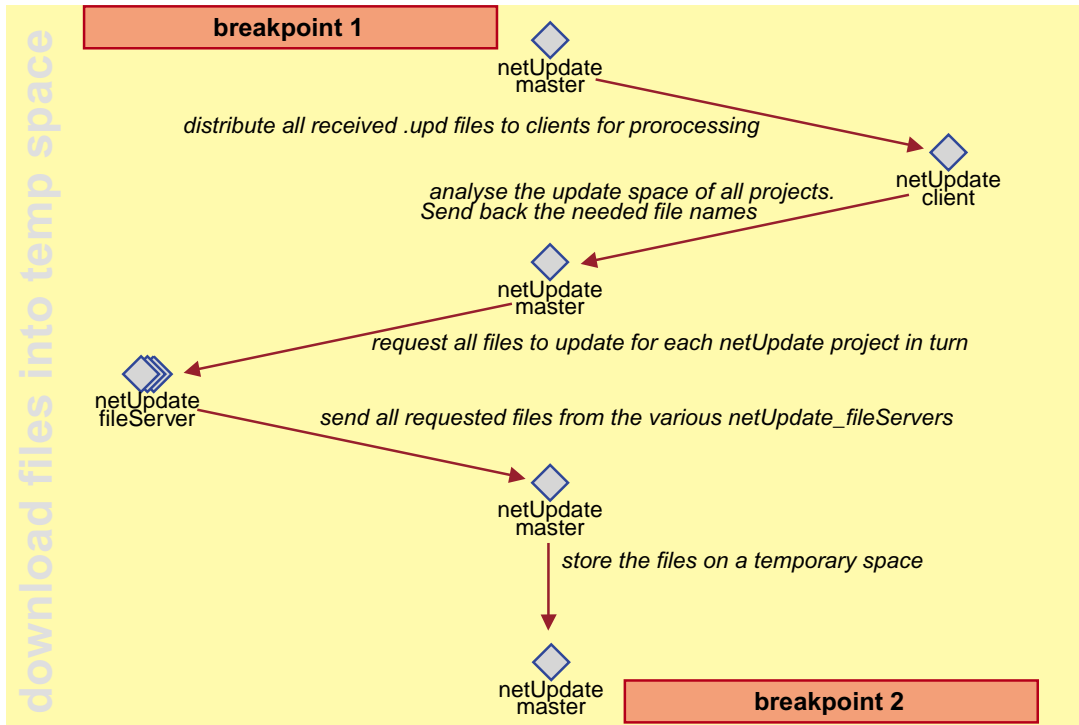 breakpoint 1
netUpdate
master
distribute all received .upd files to clients for prorocessing
netUpdate
client
analyse the update space of all projects.
Send back the needed file names
netUpdate
master
request all files to update for each netUpdate project in turn
netUpdate
fileServer
send all requested files from the various netUpdate_fileServers
netUpdate
master
store the files on a temporary space
netUpdate
master
breakpoint 2
download files into temp space